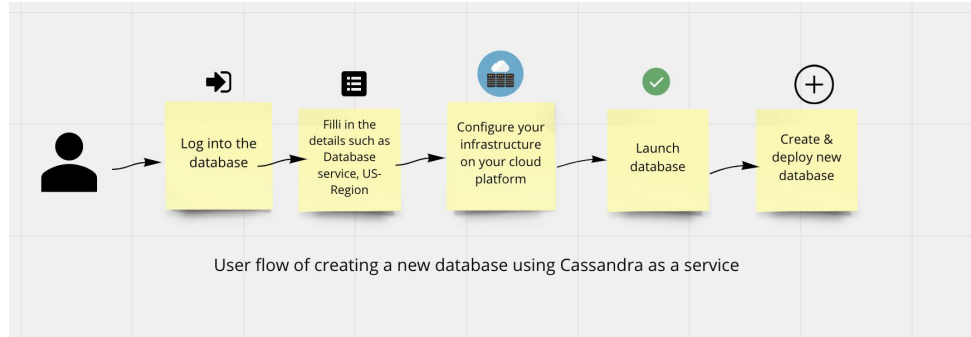 Log into the
database
Filli in the
details such as
Database
service, US-
Region
Configure your
infrastructure
on your cloud
platform
Launch
database
Create &
deploy new
database
User flow of creating a new database using Cassandra as a service